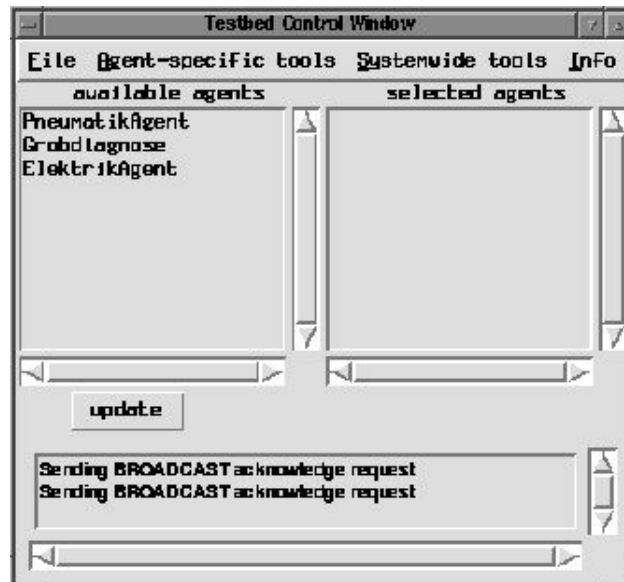 Testbed Control Window
File Agent-specific tools Systemwide tools Info
available agents
selected agents
PneumatikAgent
Grobdiagnose
ElektrikAgent
update
Sending BROADCAST acknowledge request
Sending BROADCAST acknowledge request